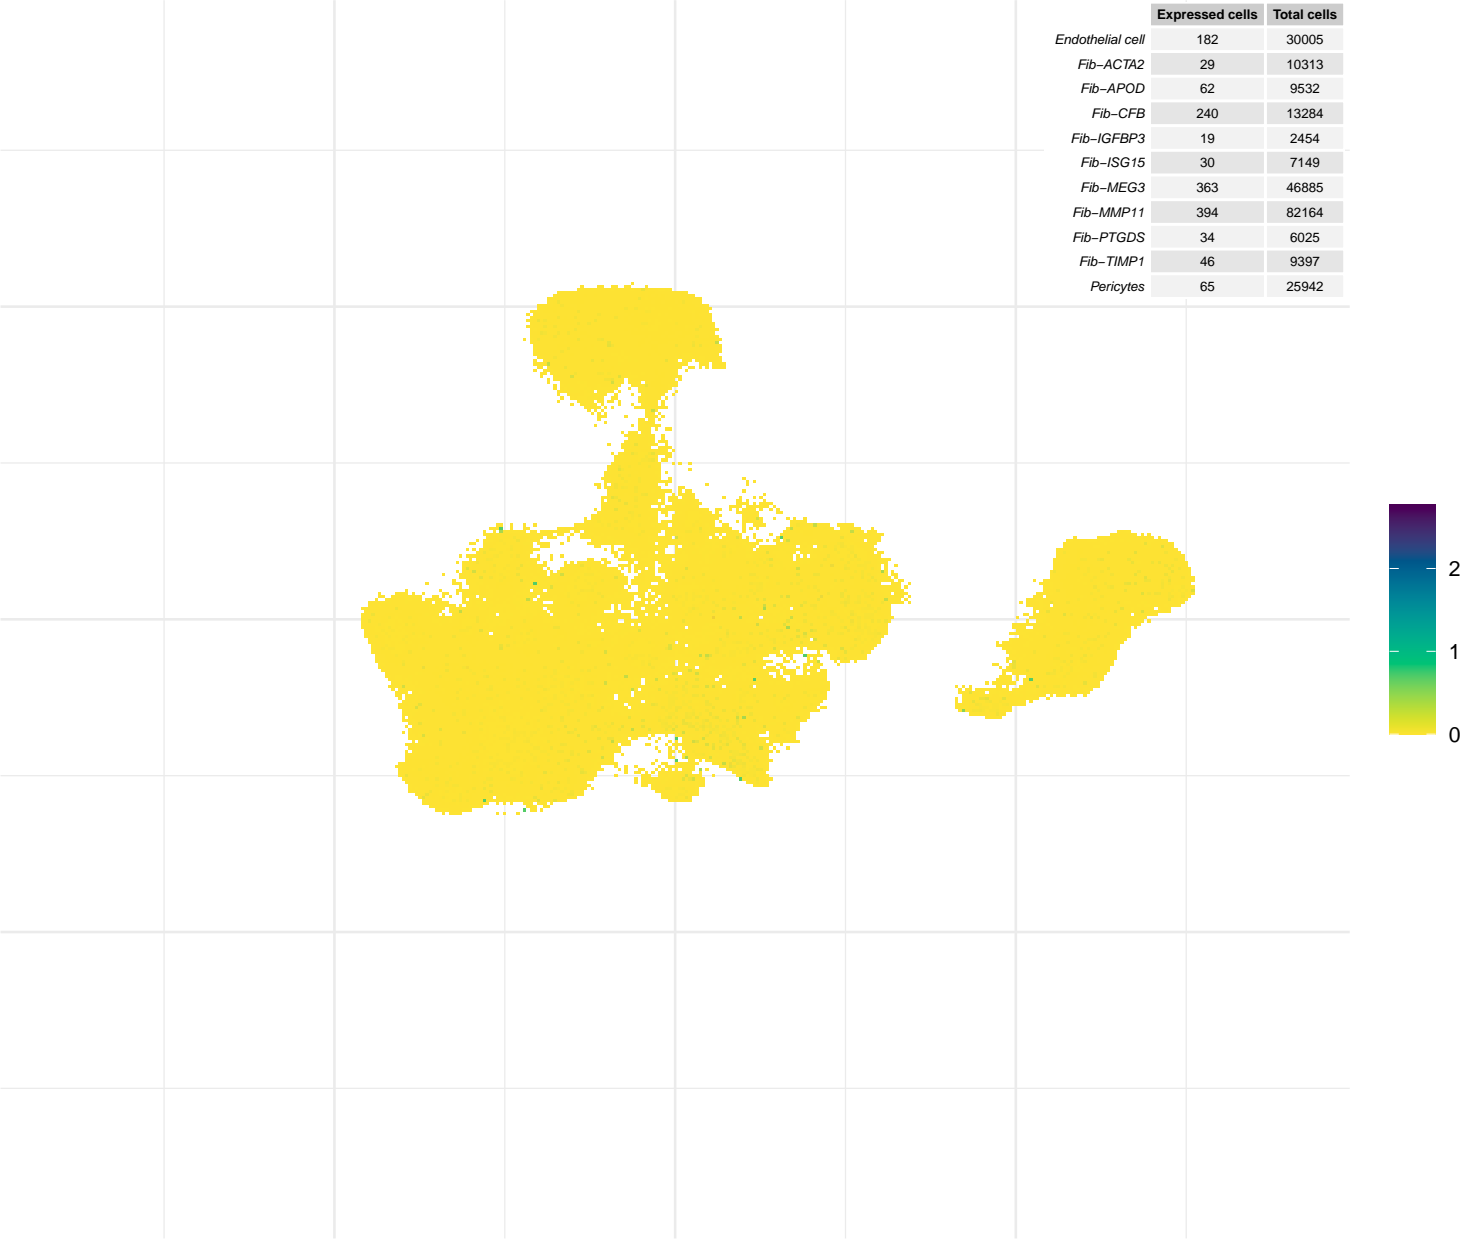 Expressed cells Total cells
Endothelial cell 182 30005
Fib−ACTA2 29 10313
Fib−APOD 62 9532
Fib−CFB 240 13284
Fib−IGFBP3 19 2454
Fib−ISG15 30 7149
Fib−MEG3 363 46885
Fib−MMP11 394 82164
Fib−PTGDS 34 6025
Fib−TIMP1 46 9397
Pericytes 65 25942
2
1
0